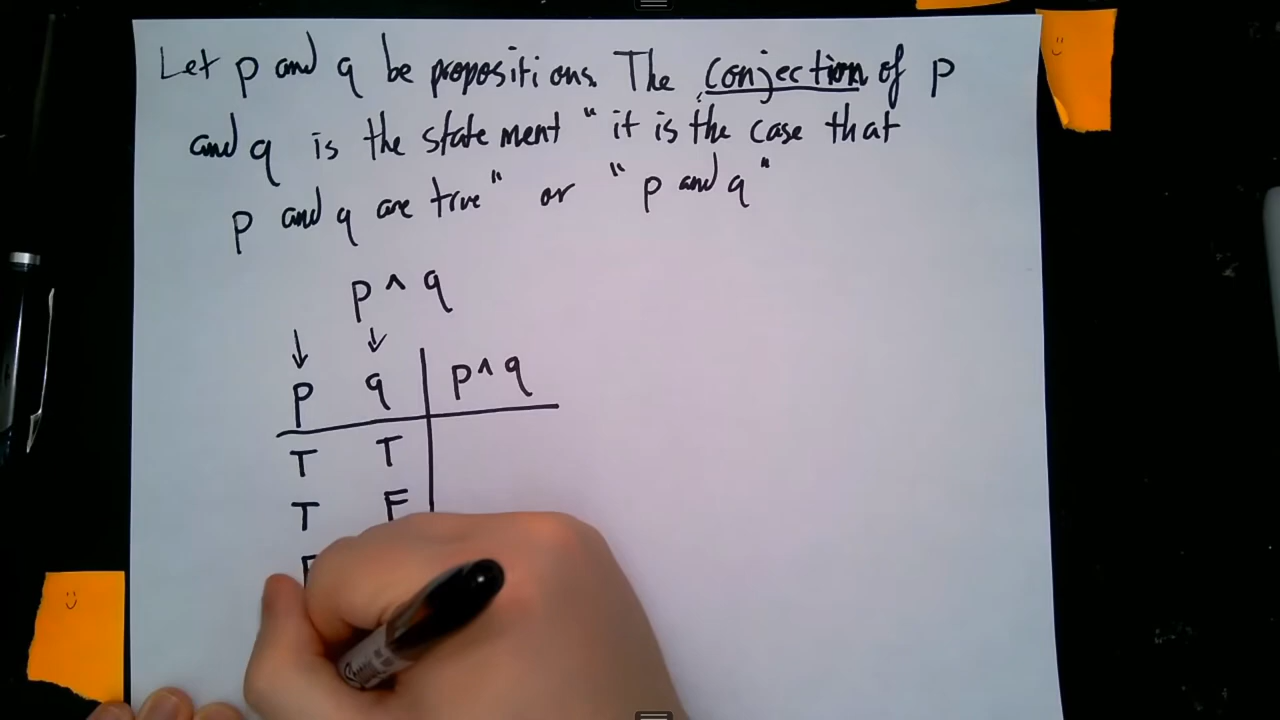 Let p and q be propositions. The conjection of p
and q is the statement "it is the case that
p and q are true" or "p and q"
p ^ q
p q p ^ q
T T
T F
F